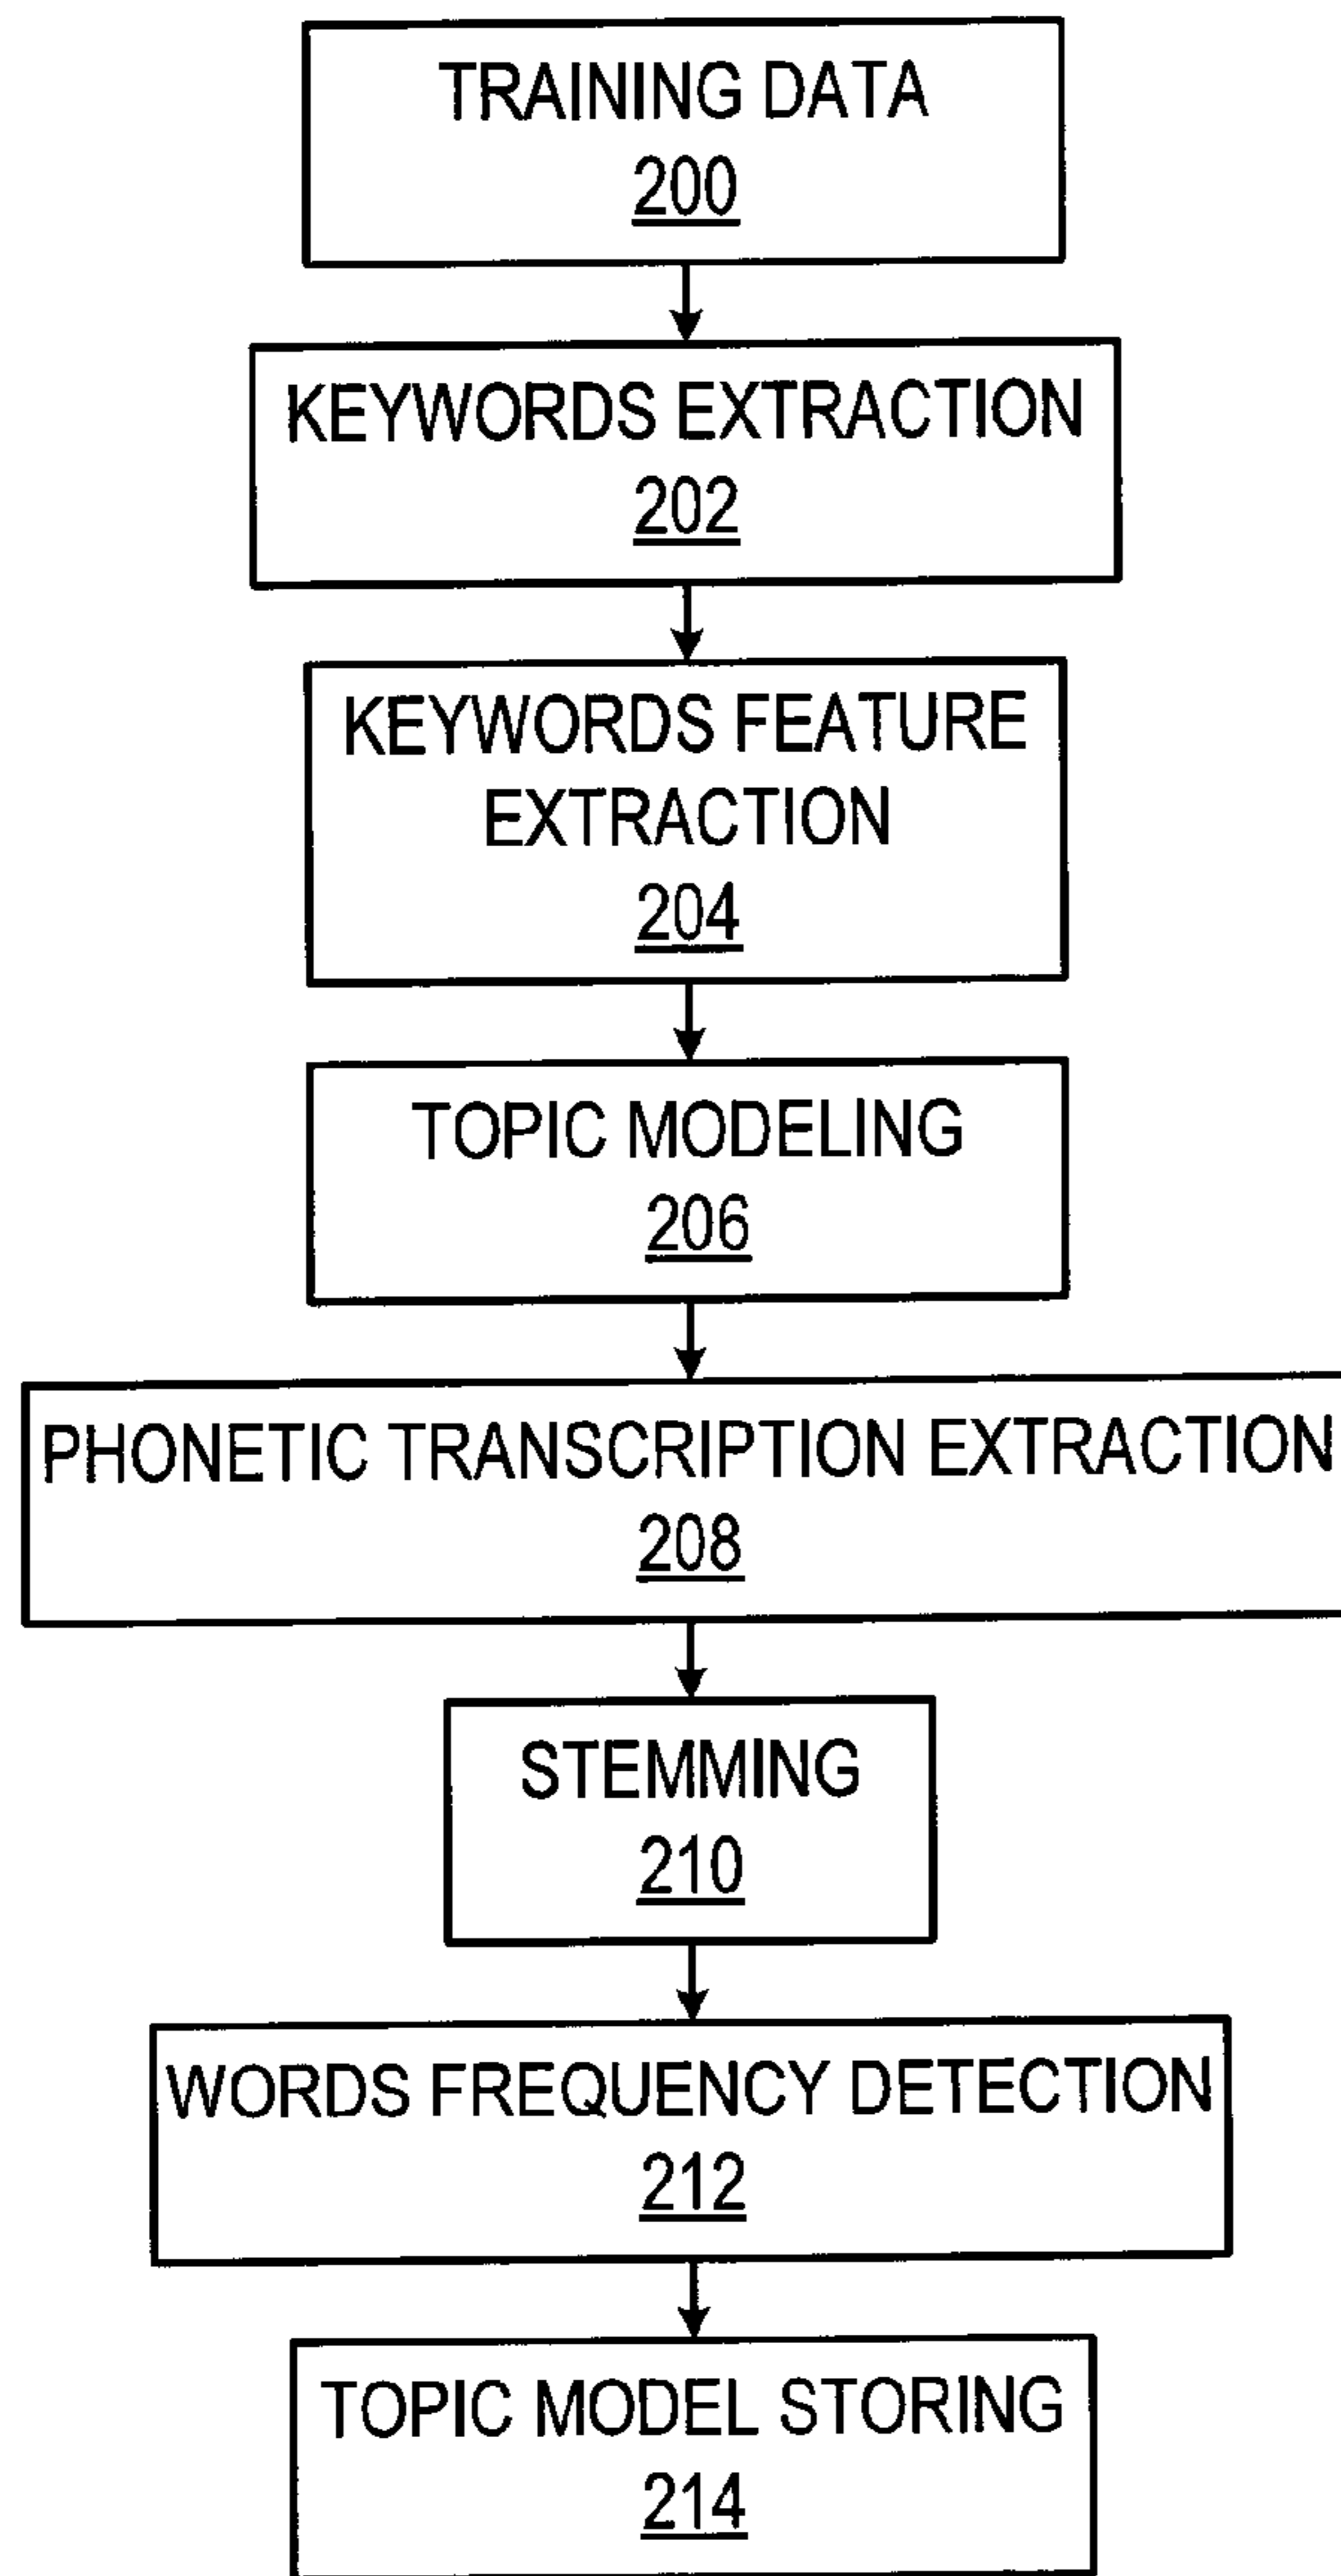 TRAINING DATA
200
KEYWORDS EXTRACTION
202
KEYWORDS FEATURE
EXTRACTION
204
TOPIC MODELING
206
PHONETIC TRANSCRIPTION EXTRACTION
208
STEMMING
210
WORDS FREQUENCY DETECTION
212
TOPIC MODEL STORING
214